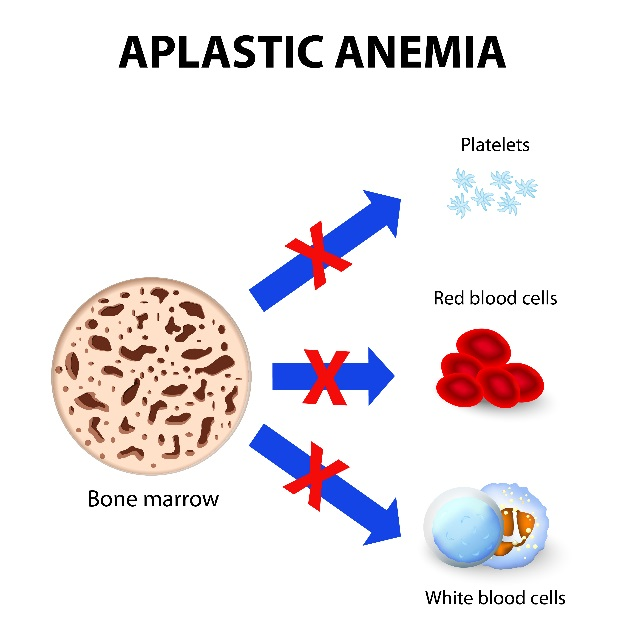 APLASTIC ANEMIA
Platelets
Red blood cells
Bone marrow
White blood cells